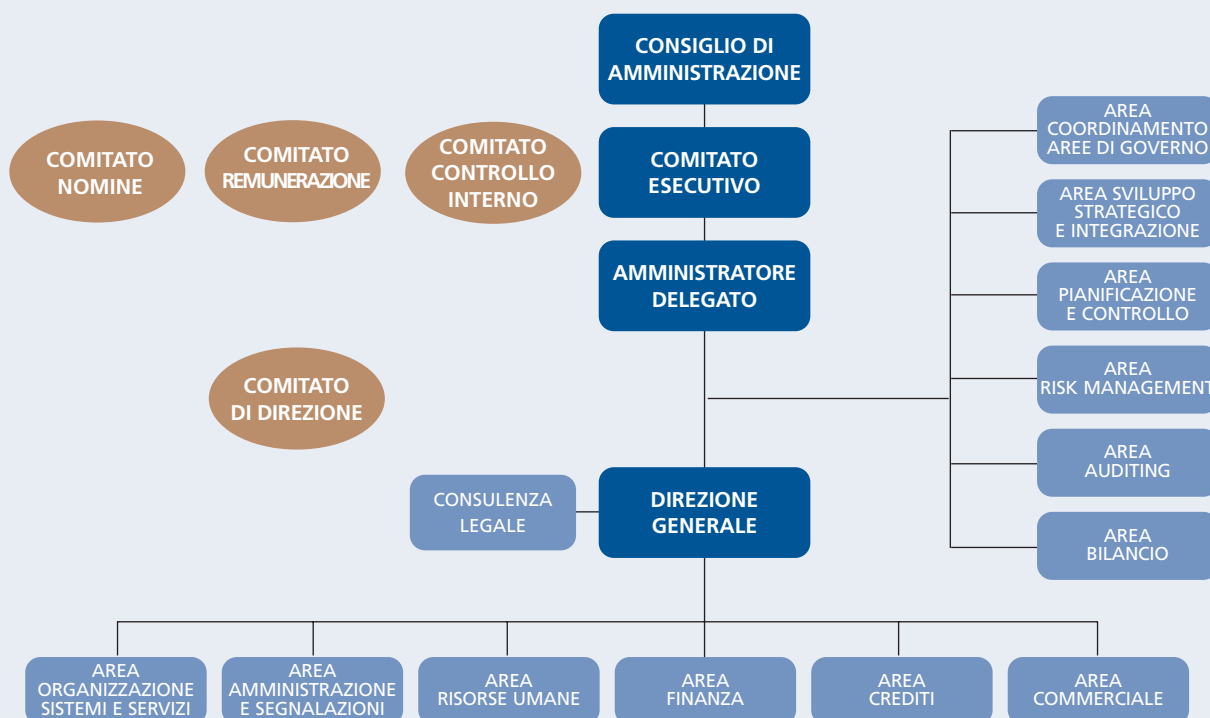 CONSIGLIO DI
AMMINISTRAZIONE
COMITATO
NOMINE
COMITATO
REMUNERAZIONE
COMITATO
CONTROLLO
INTERNO
COMITATO
ESECUTIVO
AMMINISTRATORE
DELEGATO
COMITATO
DI DIREZIONE
CONSULENZA
LEGALE
DIREZIONE
GENERALE
AREA
COORDINAMENTO
AREE DI GOVERNO
AREA SVILUPPO
STRATEGICO
E INTEGRAZIONE
AREA
PIANIFICAZIONE
E CONTROLLO
AREA
RISK MANAGEMENT
AREA
AUDITING
AREA
BILANCIO
AREA
ORGANIZZAZIONE
SISTEMI E SERVIZI
AREA
AMMINISTRAZIONE
E SEGNALAZIONI
AREA
RISORSE UMANE
AREA
FINANZA
AREA
CREDITI
AREA
COMMERCIALE